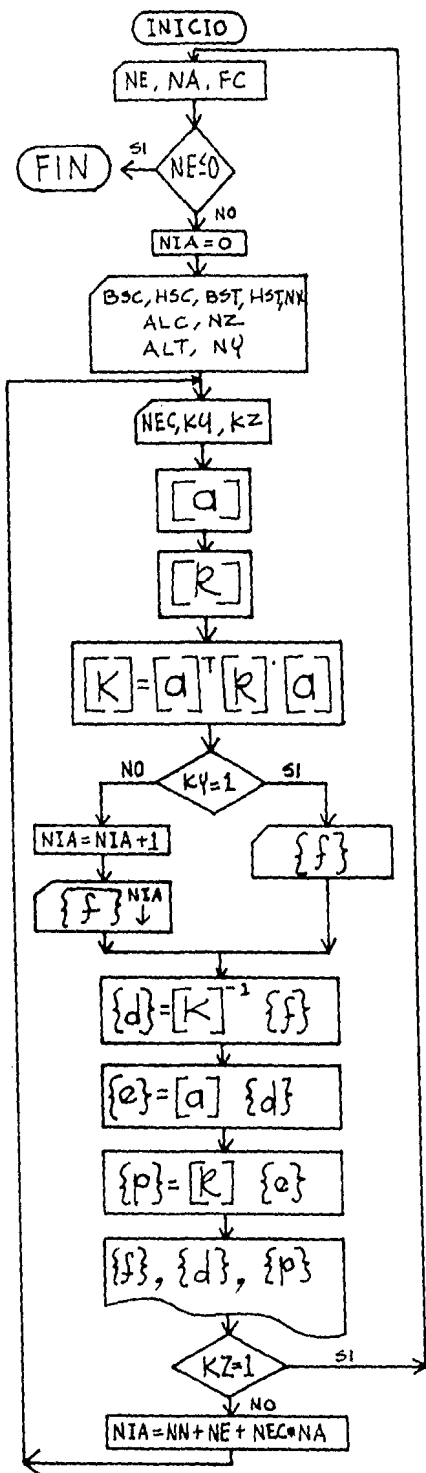 INICIO
NE, NA, FC
SI
FIN
NE≤0
NO
NIA=0
BSC, HSC, BST, HST, NX
ALC, NZ
ALT, NY
NEC, KY, KZ
[a]
[k]
[K]=[a]ᵀ[k]·[a]
NO
KY=1
SI
NIA=NIA+1
{f}
{f} NIA ↓
{d}=[K]⁻¹ {f}
{e}=[a] {d}
{p}=[k] {e}
{f}, {d}, {p}
KZ=1
SI
NO
NIA=NN+NE+NEC*NA